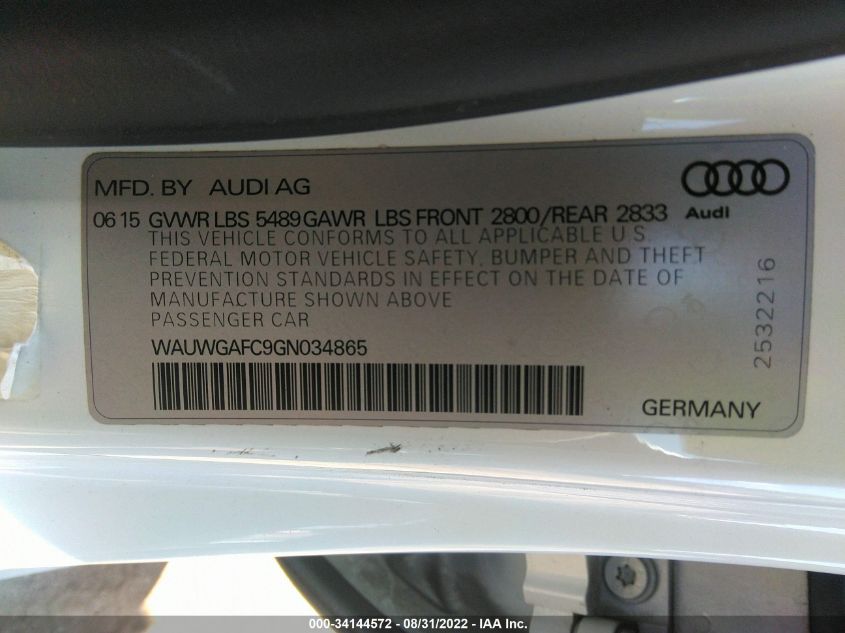 MFD. BY AUDI AG
Audi
06 15 GVWR LBS 5489 GAWR LBS FRONT 2800/REAR 2833
THIS VEHICLE CONFORMS TO ALL APPLICABLE U.S.
FEDERAL MOTOR VEHICLE SAFETY, BUMPER AND THEFT
PREVENTION STANDARDS IN EFFECT ON THE DATE OF
MANUFACTURE SHOWN ABOVE
PASSENGER CAR
WAUWGAFC9GN034865
GERMANY
2532216
000-34144572 - 08/31/2022 - IAA Inc.